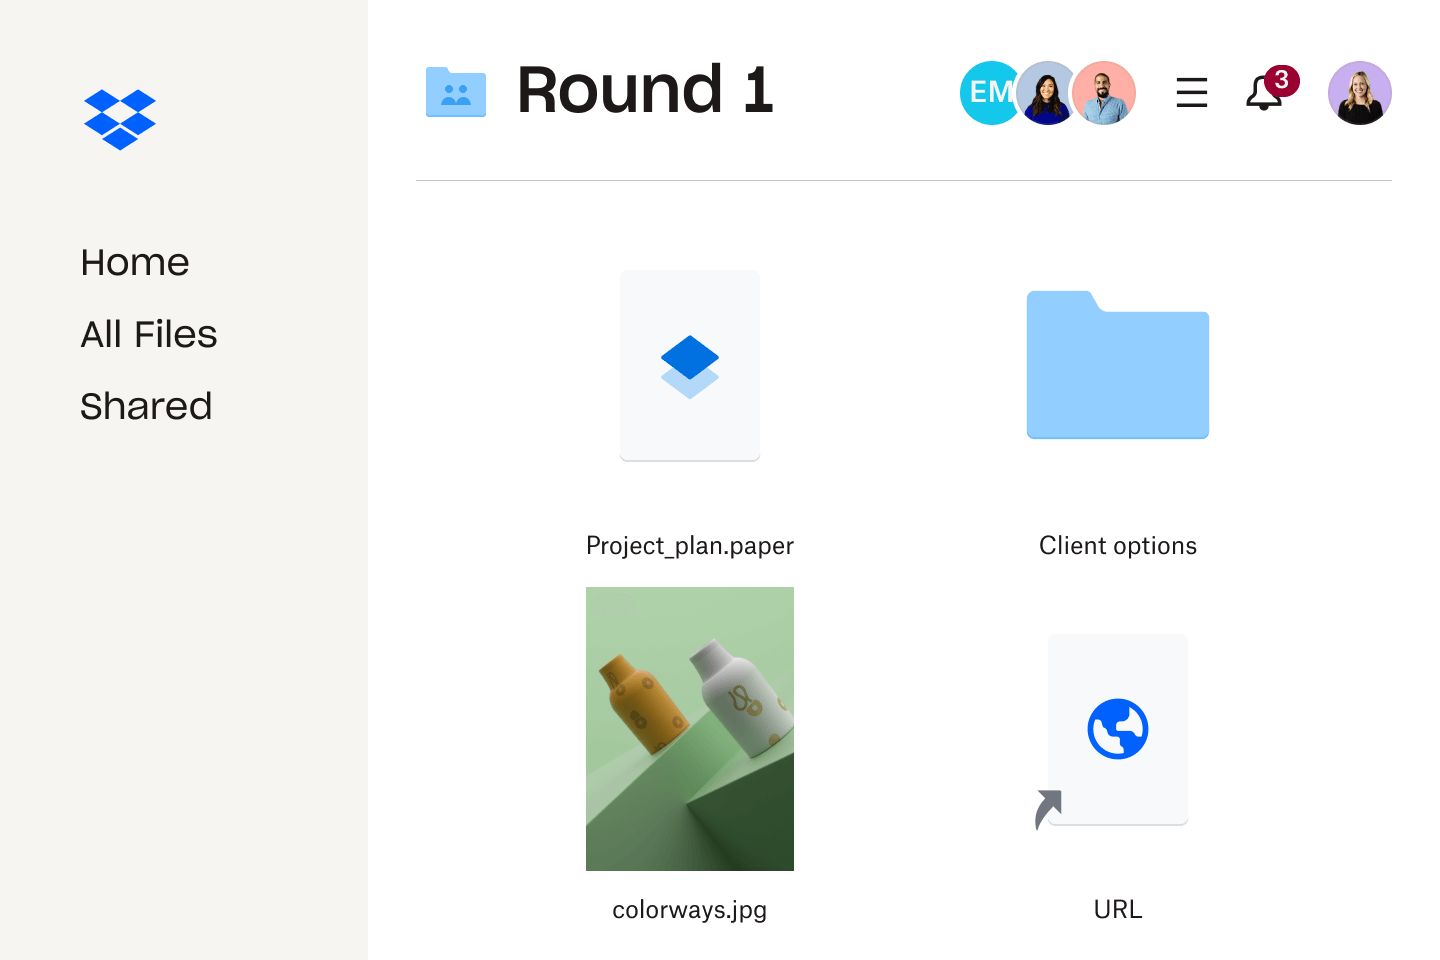 Round 1
EM
3
Home
All Files
Shared
Project_plan.paper
Client options
colorways.jpg
URL